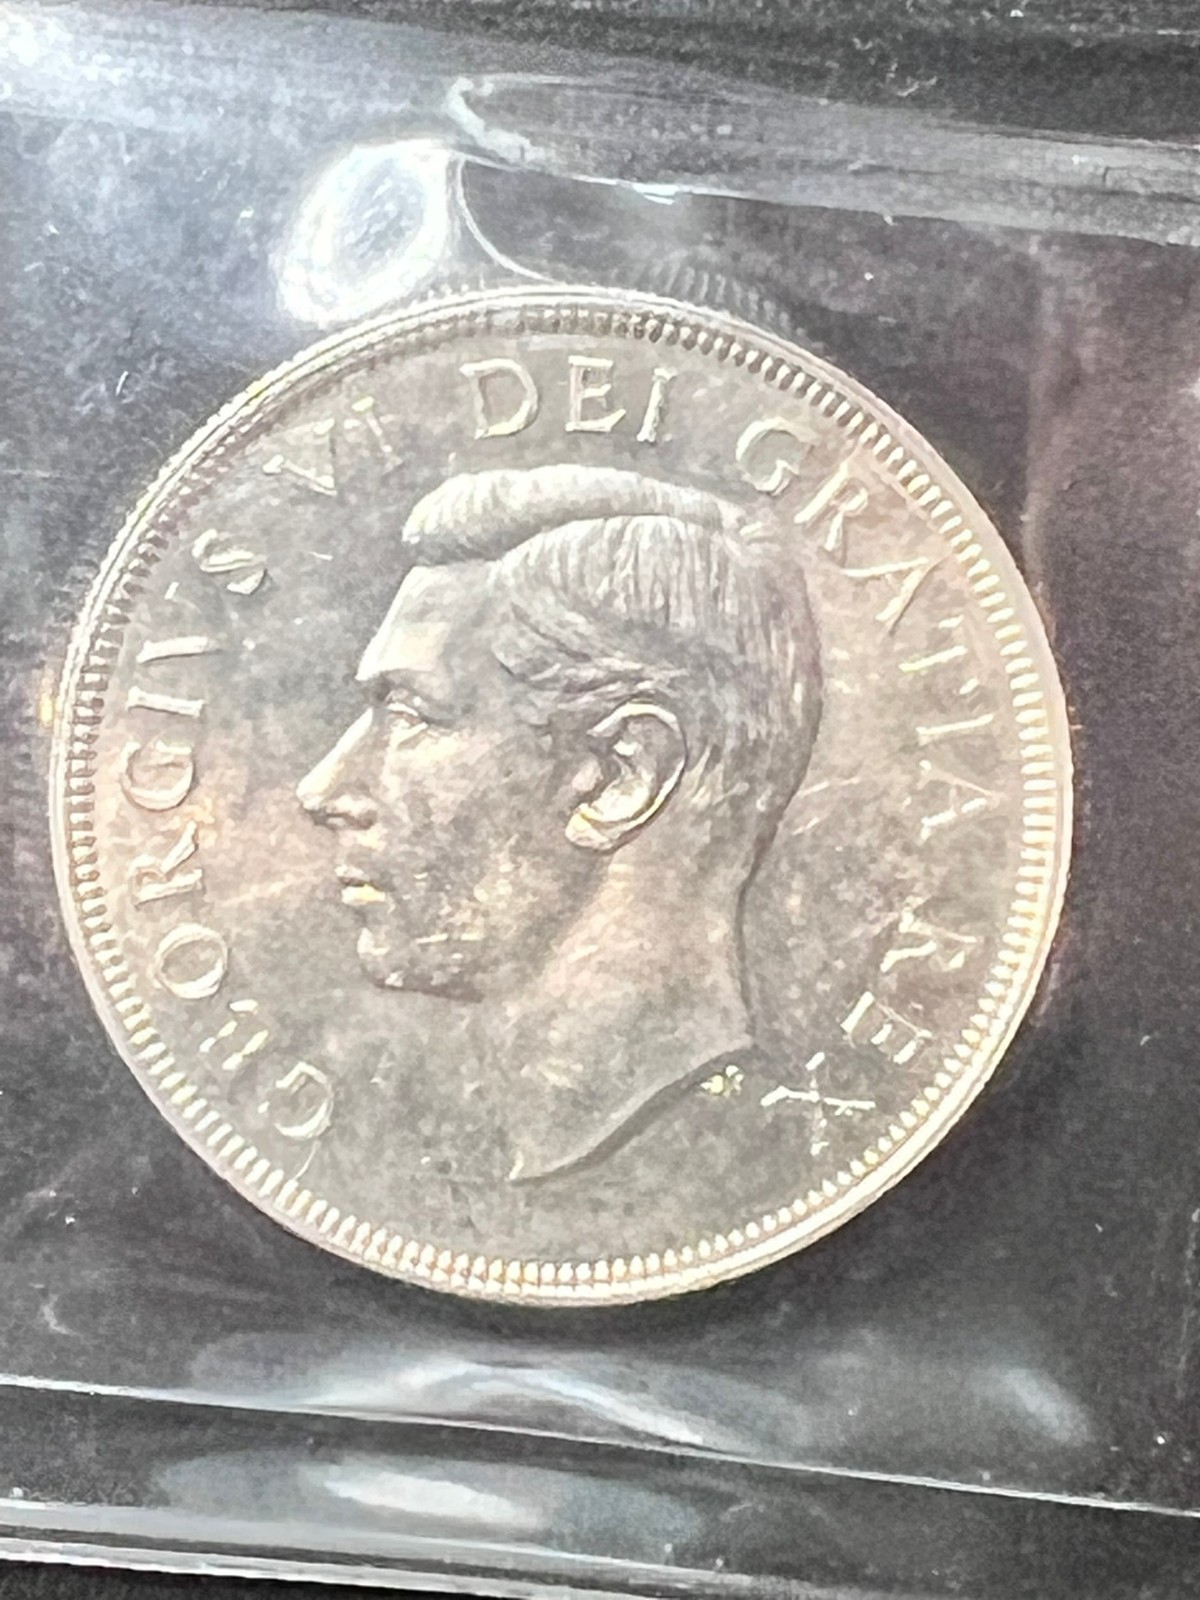 GEORGIVS VI DEI GRATIA REX